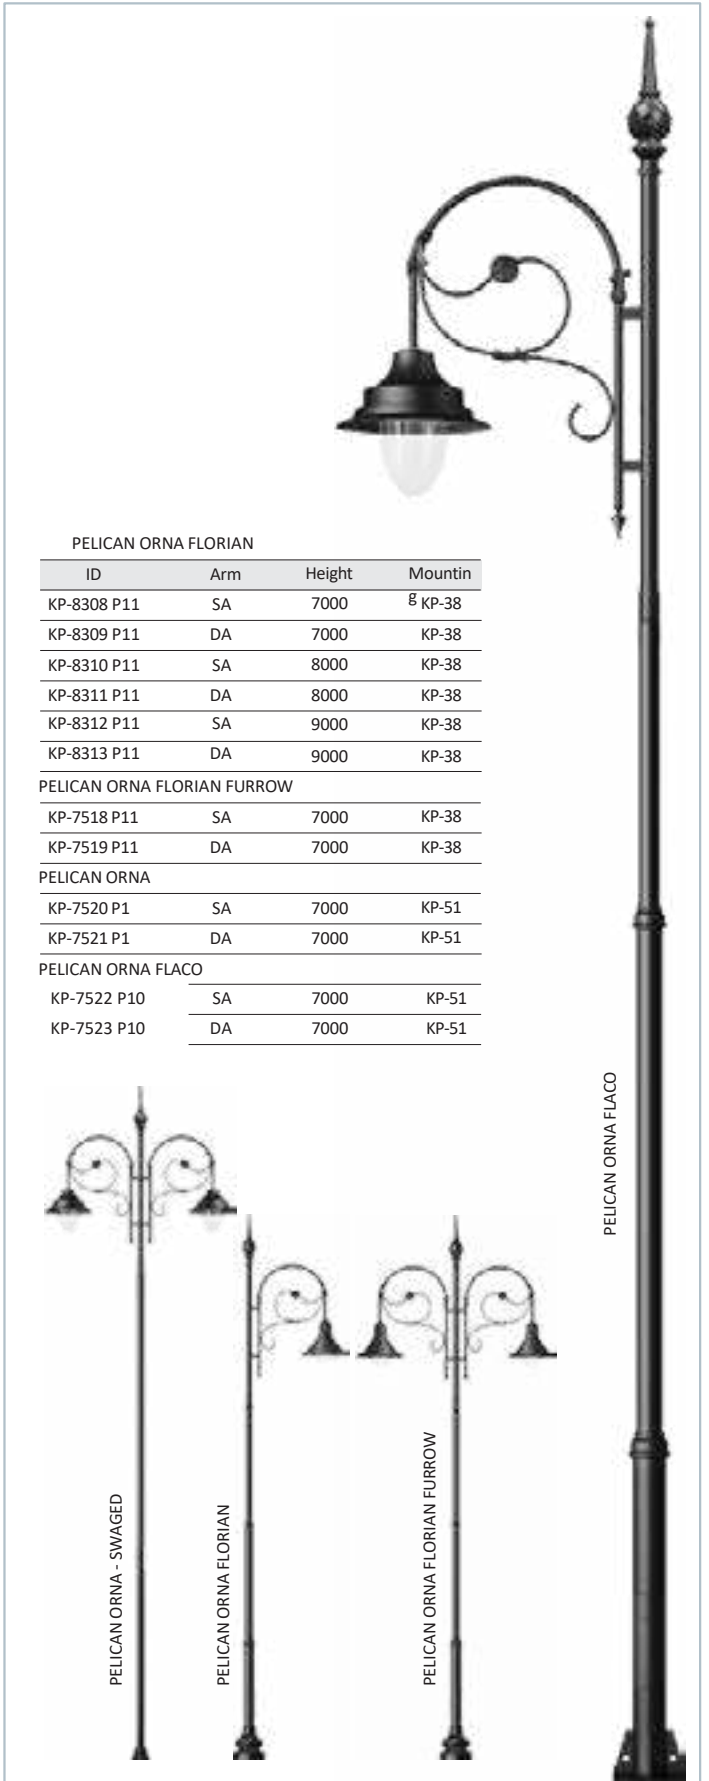 PELICAN ORNA FLORIAN
ID Arm Height Mountin
g
KP-8308 P11 SA 7000 KP-38
KP-8309 P11 DA 7000 KP-38
KP-8310 P11 SA 8000 KP-38
KP-8311 P11 DA 8000 KP-38
KP-8312 P11 SA 9000 KP-38
KP-8313 P11 DA 9000 KP-38
PELICAN ORNA FLORIAN FURROW
KP-7518 P11 SA 7000 KP-38
KP-7519 P11 DA 7000 KP-38
PELICAN ORNA
KP-7520 P1 SA 7000 KP-51
KP-7521 P1 DA 7000 KP-51
PELICAN ORNA FLACO
KP-7522 P10 SA 7000 KP-51
KP-7523 P10 DA 7000 KP-51
PELICAN ORNA FLACO
PELICAN ORNA - SWAGED
PELICAN ORNA FLORIAN
PELICAN ORNA FLORIAN FURROW